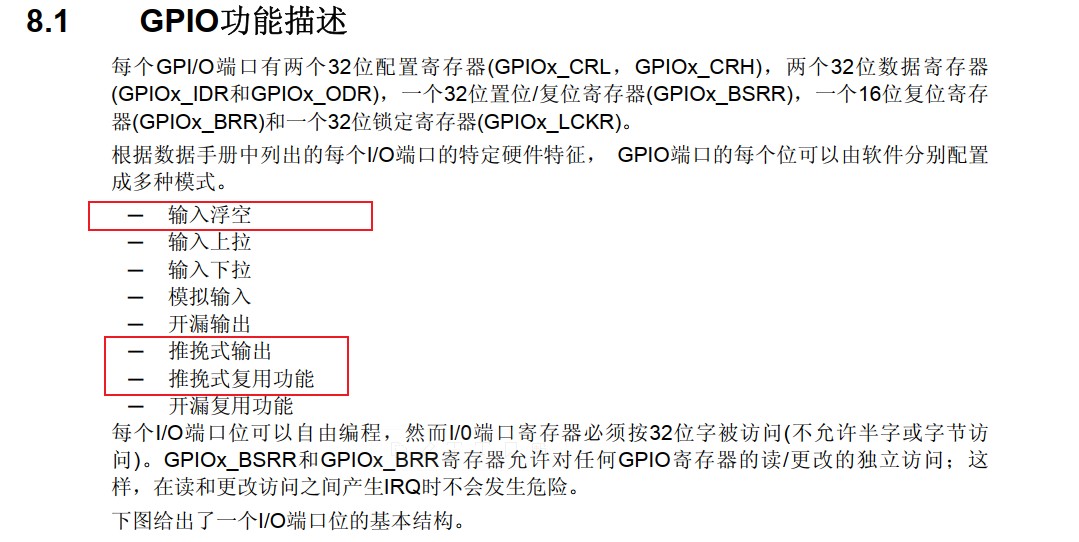 8.1 GPIO功能描述
每个GPI/O端口有两个32位配置寄存器(GPIOx_CRL，GPIOx_CRH)，两个32位数据寄存器
(GPIOx_IDR和GPIOx_ODR)，一个32位置位/复位寄存器(GPIOx_BSRR)，一个16位复位寄存
器(GPIOx_BRR)和一个32位锁定寄存器(GPIOx_LCKR)。
根据数据手册中列出的每个I/O端口的特定硬件特征， GPIO端口的每个位可以由软件分别配置
成多种模式。
─ 输入浮空
─ 输入上拉
─ 输入下拉
─ 模拟输入
─ 开漏输出
─ 推挽式输出
─ 推挽式复用功能
─ 开漏复用功能
每个I/O端口位可以自由编程，然而I/0端口寄存器必须按32位字被访问(不允许半字或字节访
问)。GPIOx_BSRR和GPIOx_BRR寄存器允许对任何GPIO寄存器的读/更改的独立访问；这
样，在读和更改访问之间产生IRQ时不会发生危险。
下图给出了一个I/O端口位的基本结构。